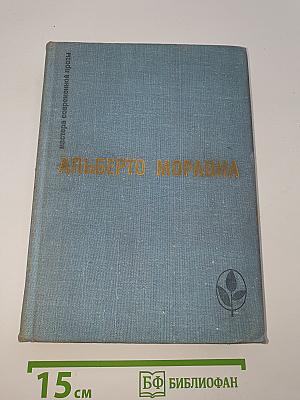 мастера современной прозы
АЛЬБЕРТО МОРАВИА
15 см
БФ БИБЛИОФАН